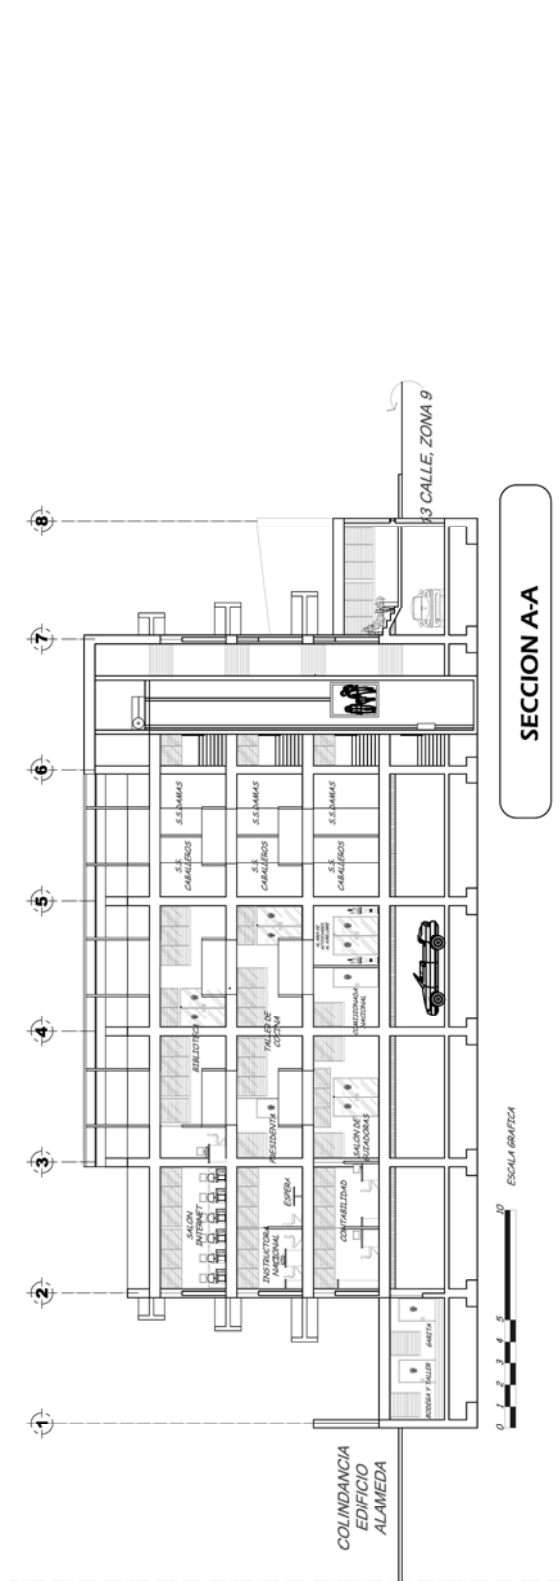 1
2
3
4
5
6
7
8
SALON
INTERNET
BIBLIOTECA
S.S.
CABALLEROS
S.S.DAMAS
INSTRUCTORA
NACIONAL
ESPERA
PRESIDENTA
TALLER DE
COCINA
S.S.
CABALLEROS
S.S.DAMAS
CONTABILIDAD
SALON DE
GUIADORAS
COMISIONADA
NACIONAL
S.S.
CABALLEROS
S.S.DAMAS
BODEGA Y TALLER
GARITA
COLINDANCIA
EDIFICIO
ALAMEDA
13 CALLE, ZONA 9
0 1 2 3 4 5 10
ESCALA GRAFICA
SECCION A-A